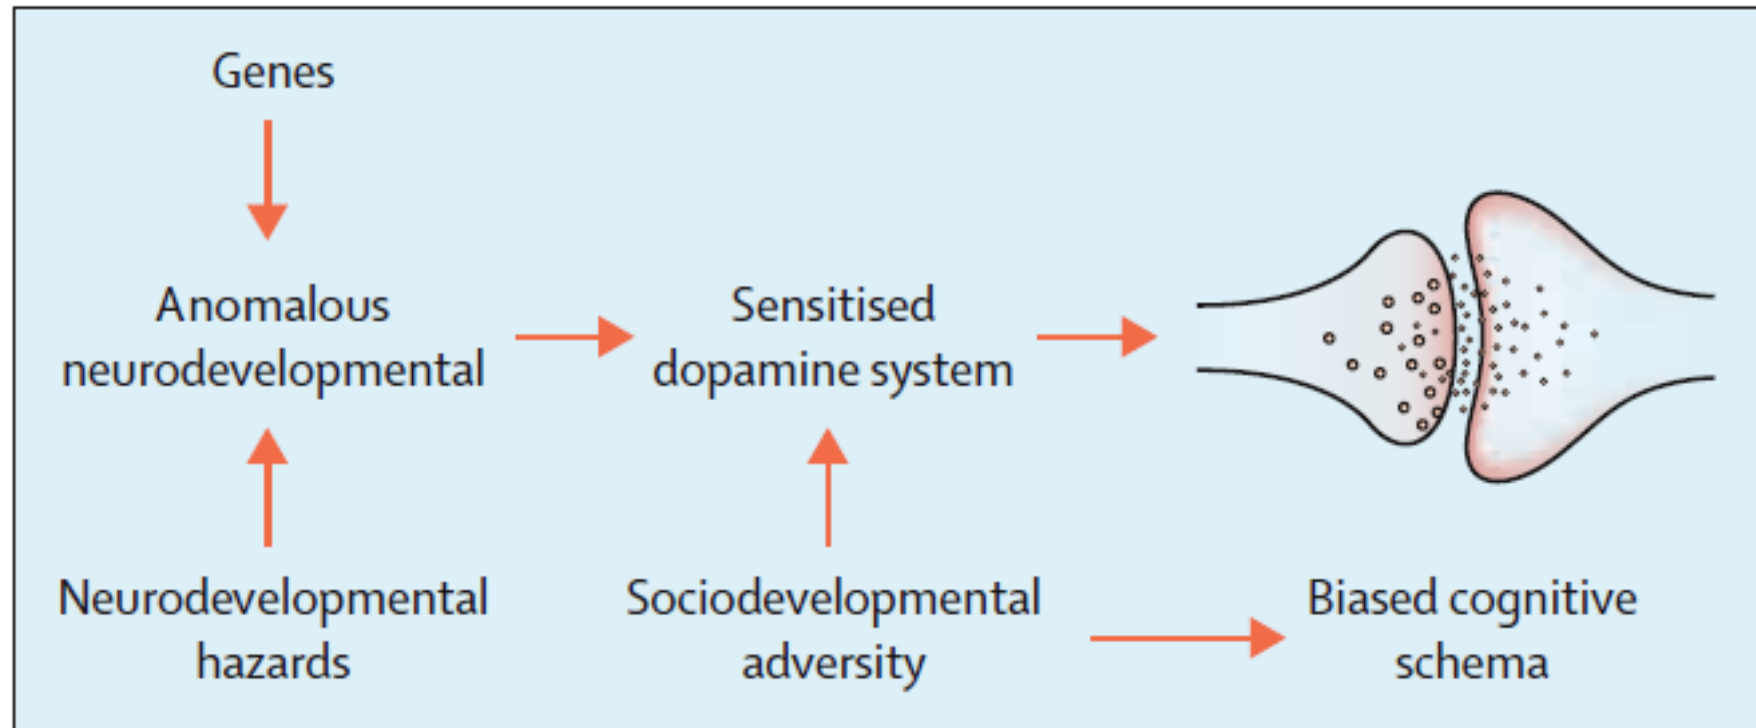 Genes
Anomalous
neurodevelopmental
Sensitised
dopamine system
Neurodevelopmental
hazards
Sociodevelopmental
adversity
Biased cognitive
schema